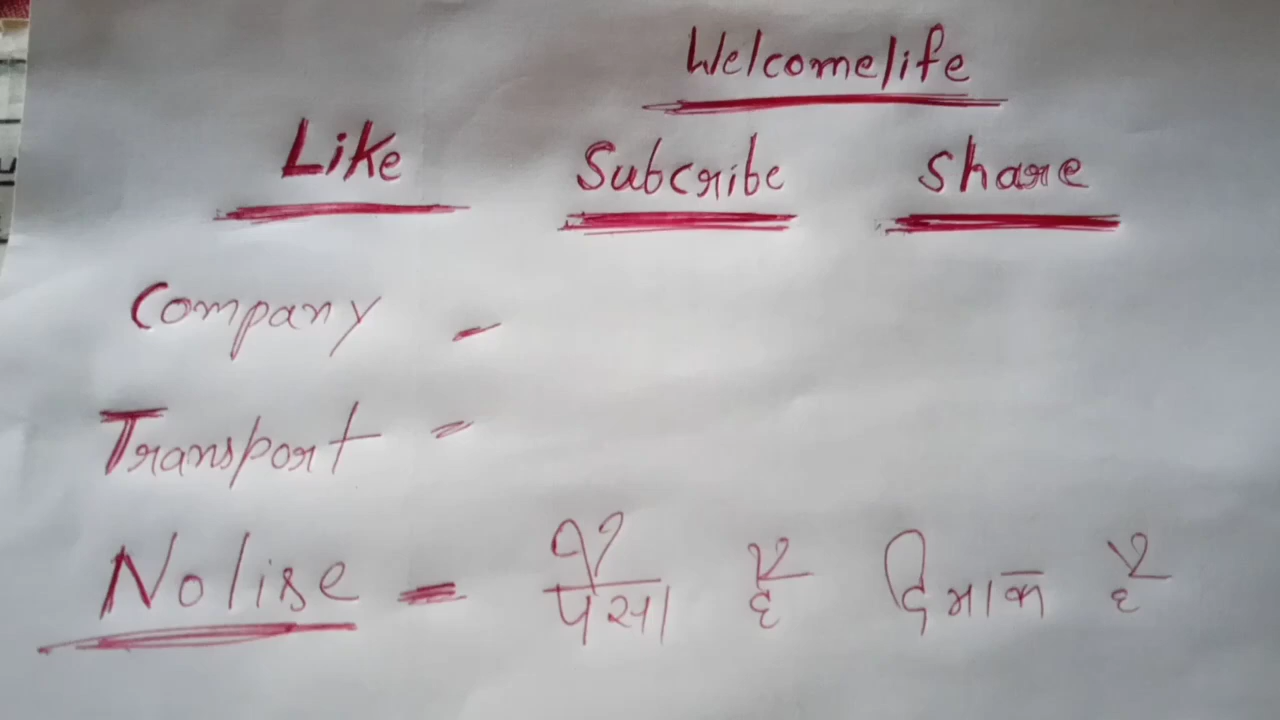 Welcomelife
Like Subcribe Share
Company -
Transport =
Nolise = पैसा है दिमाक है